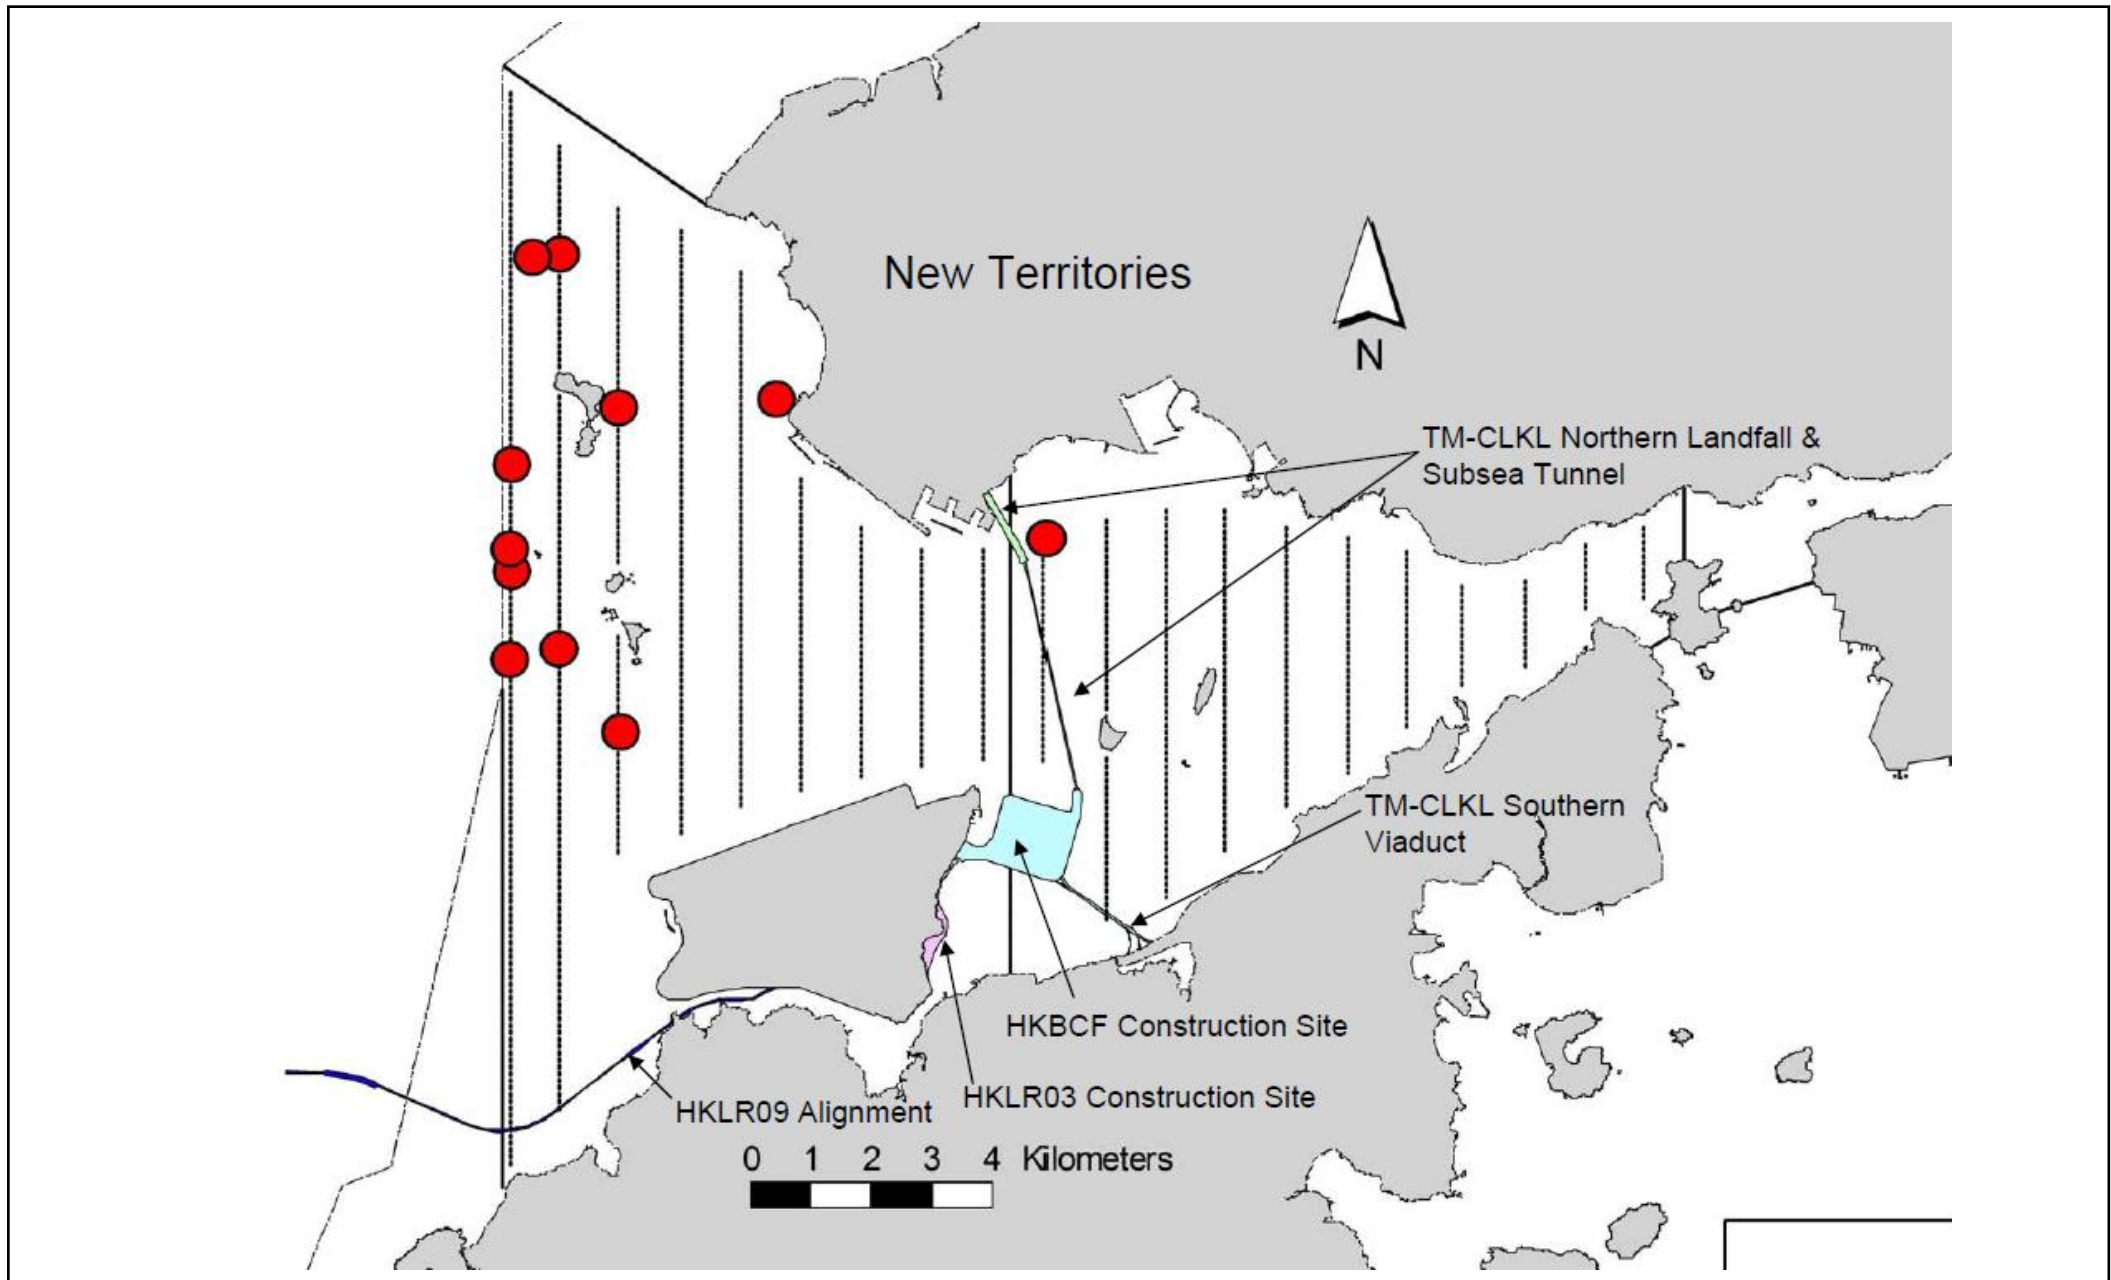 New Territories
N
TM-CLKL Northern Landfall &
Subsea Tunnel
TM-CLKL Southern
Viaduct
HKBCF Construction Site
HKLR03 Construction Site
HKLR09 Alignment
0 1 2 3 4 Kilometers